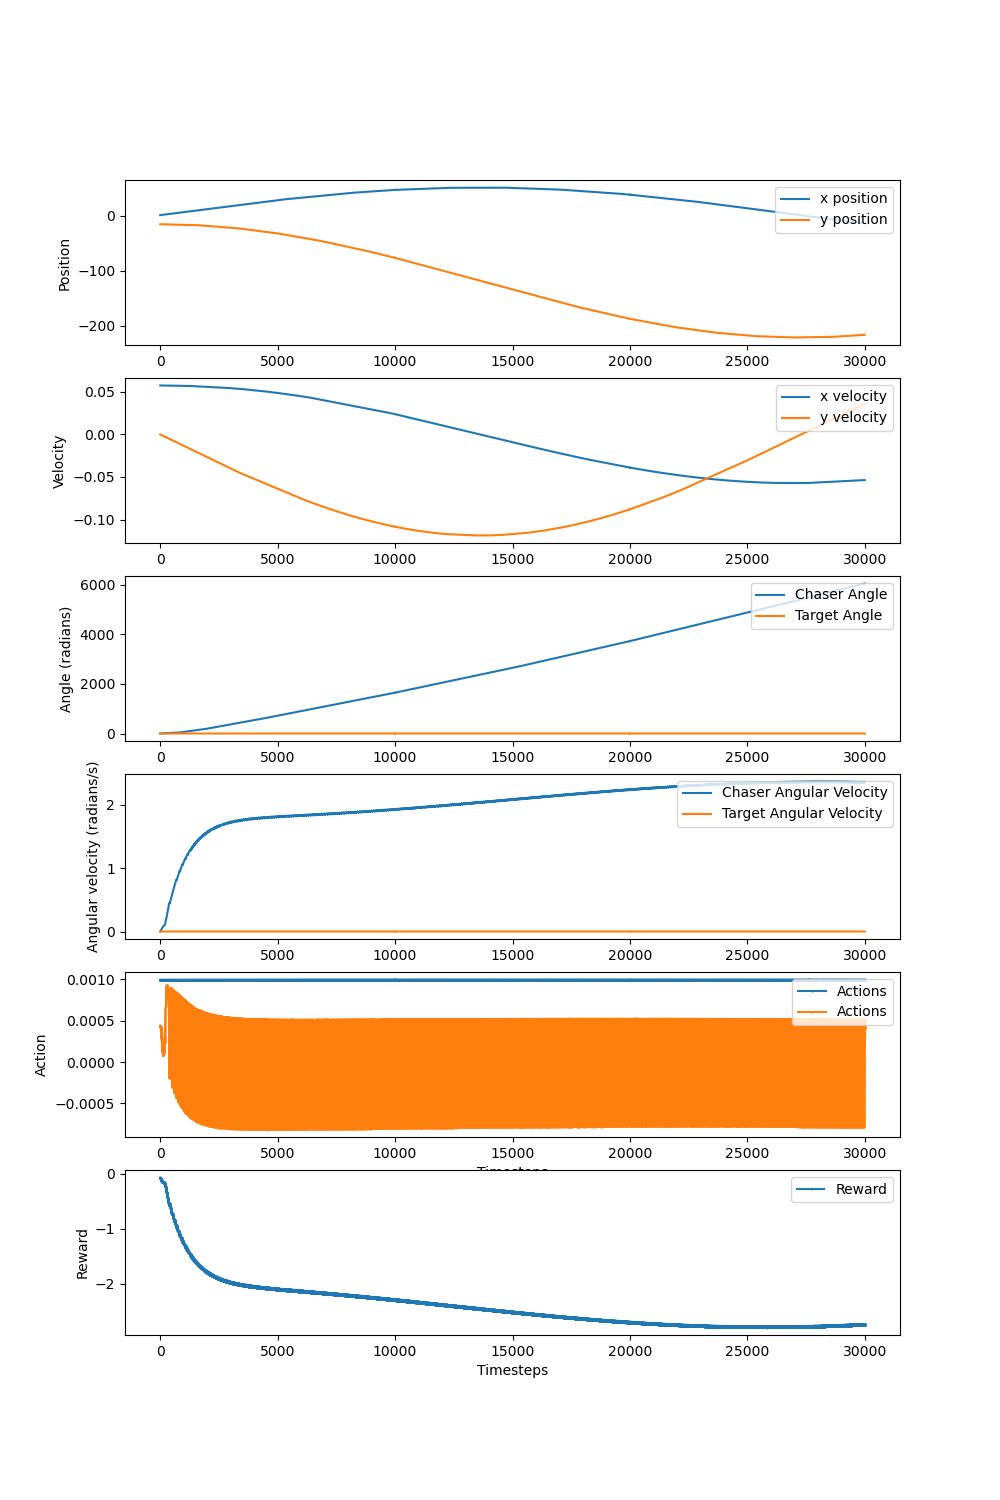 x position
y position
0
−100
−200
Position
0 5000 10000 15000 20000 25000 30000
x velocity
y velocity
0.05
0.00
−0.05
−0.10
Velocity
0 5000 10000 15000 20000 25000 30000
Chaser Angle
Target Angle
6000
4000
2000
0
Angle (radians)
0 5000 10000 15000 20000 25000 30000
Chaser Angular Velocity
Target Angular Velocity
2
1
0
Angular velocity (radians/s)
0 5000 10000 15000 20000 25000 30000
Actions
Actions
0.0010
0.0005
0.0000
−0.0005
Action
0 5000 10000 15000 20000 25000 30000
Timesteps
Reward
0
−1
−2
Reward
0 5000 10000 15000 20000 25000 30000
Timesteps